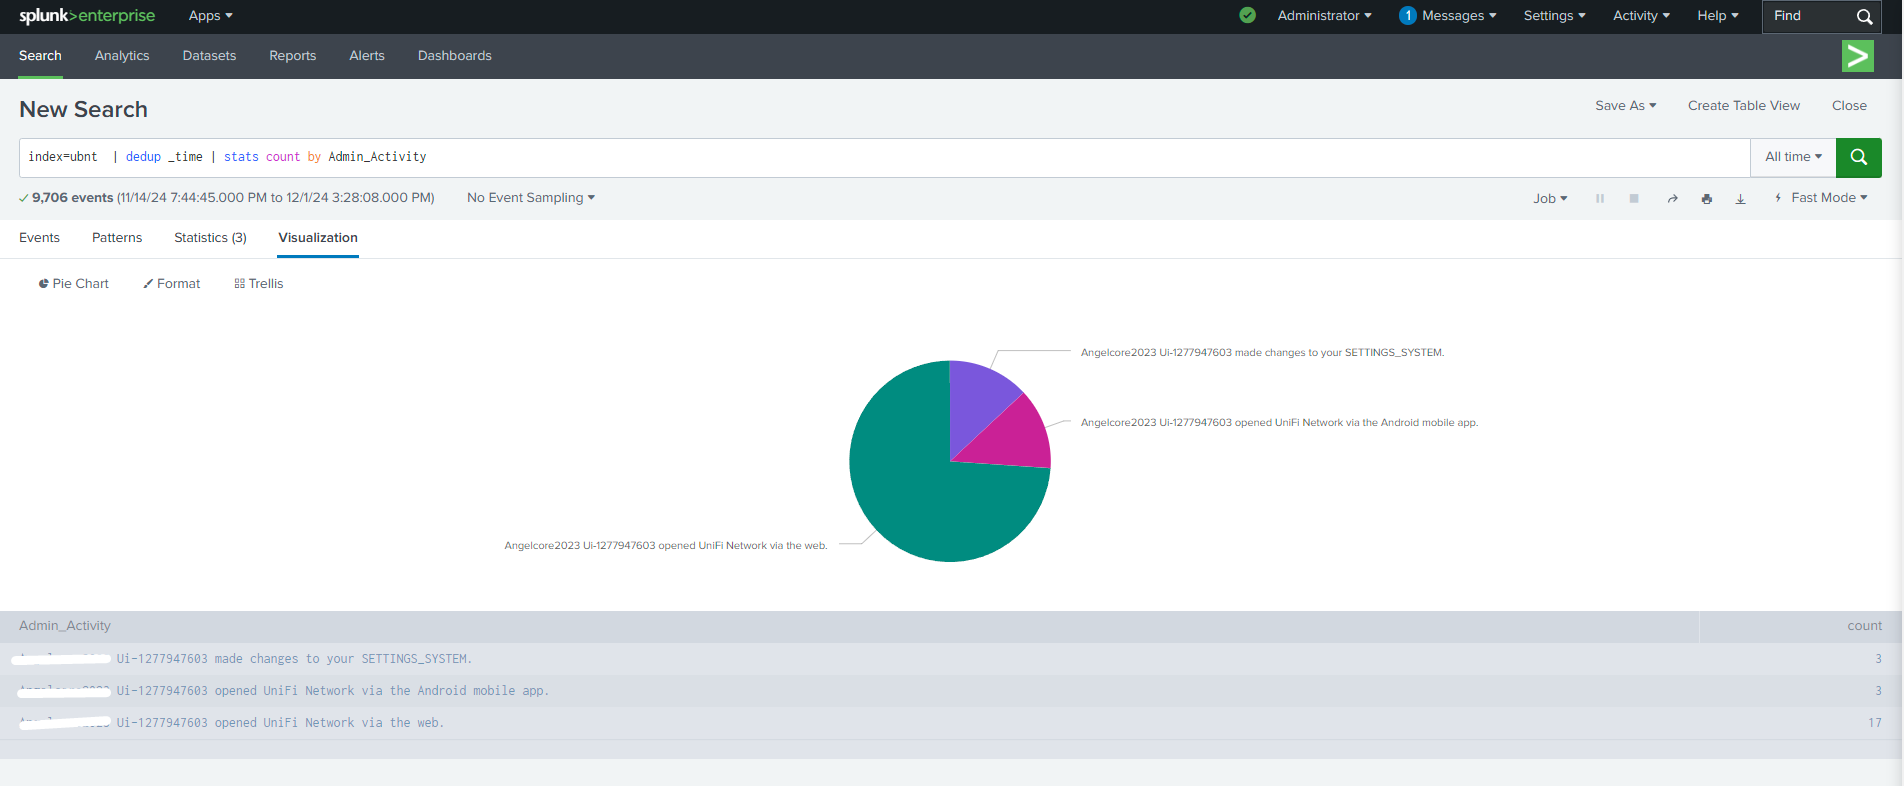 splunk>enterprise Apps Administrator 1 Messages Settings Activity Help Find
Search Analytics Datasets Reports Alerts Dashboards
New Search Save As Create Table View Close
index=ubnt | dedup _time | stats count by Admin_Activity All time
9,706 events (11/14/24 7:44:45.000 PM to 12/1/24 3:28:08.000 PM) No Event Sampling Job Fast Mode
Events Patterns Statistics (3) Visualization
Pie Chart Format Trellis
Angelcore2023 Ui-1277947603 made changes to your SETTINGS_SYSTEM.
Angelcore2023 Ui-1277947603 opened UniFi Network via the Android mobile app.
Angelcore2023 Ui-1277947603 opened UniFi Network via the web.
Admin_Activity count
Ui-1277947603 made changes to your SETTINGS_SYSTEM. 3
Ui-1277947603 opened UniFi Network via the Android mobile app. 3
Ui-1277947603 opened UniFi Network via the web. 17